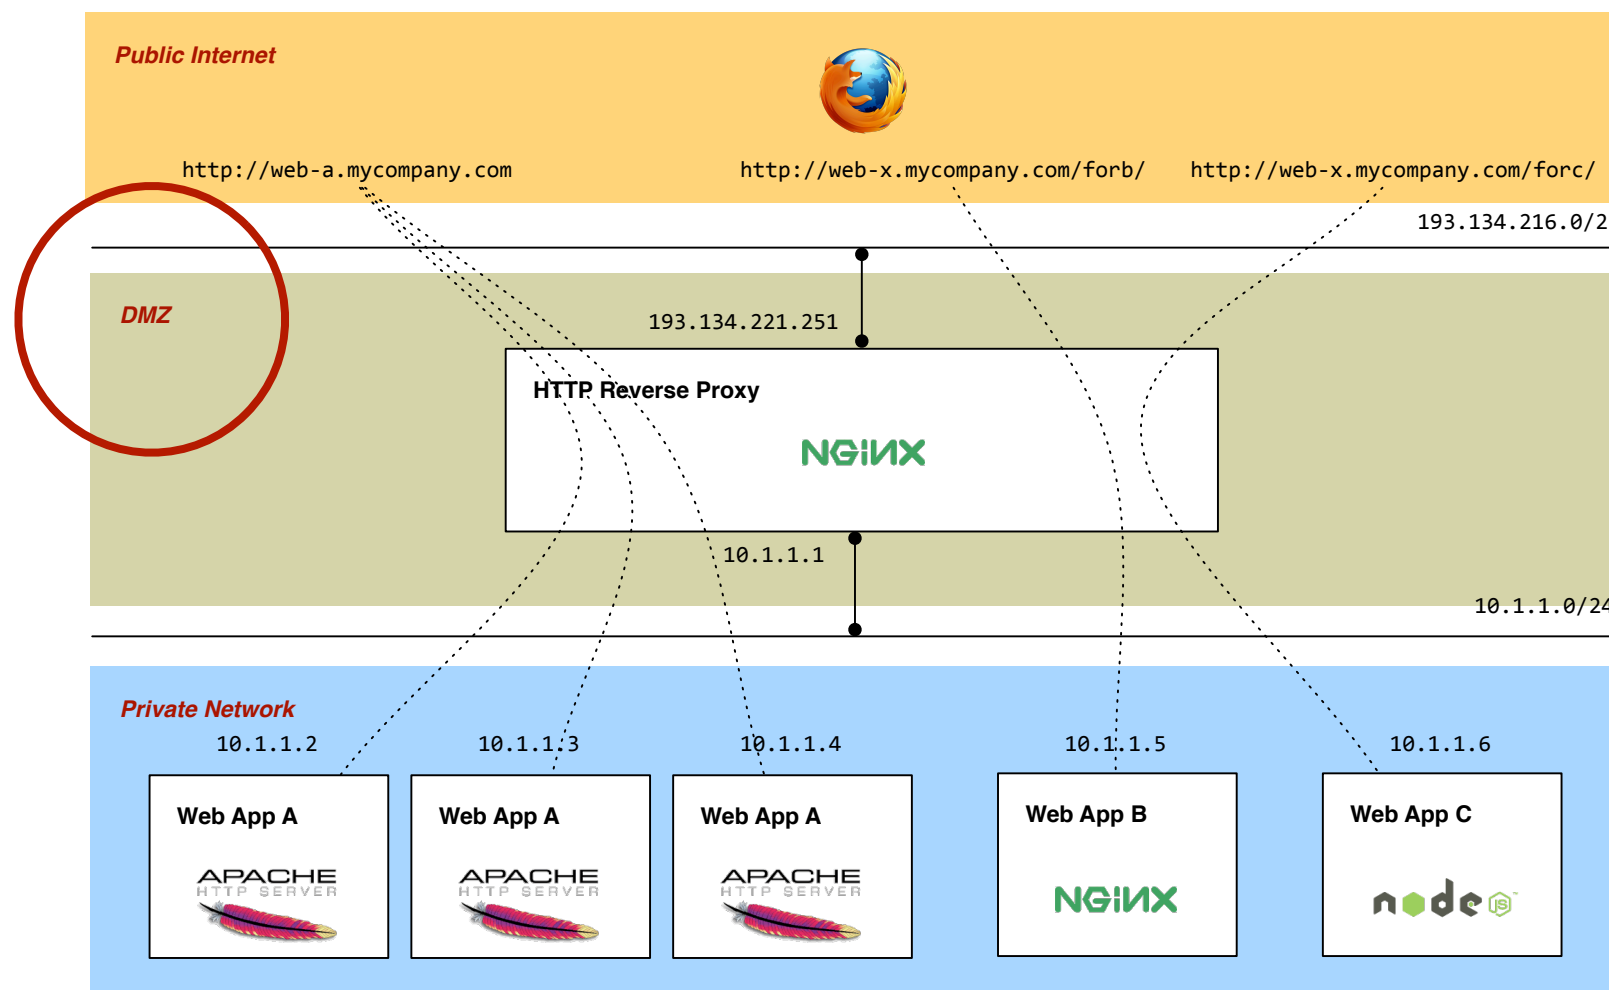 Public Internet
http://web-a.mycompany.com
http://web-x.mycompany.com/forb/
http://web-x.mycompany.com/forc/
193.134.216.0/2
DMZ
193.134.221.251
HTTP Reverse Proxy
NGINX
10.1.1.1
10.1.1.0/24
Private Network
10.1.1.2
10.1.1.3
10.1.1.4
10.1.1.5
10.1.1.6
Web App A
APACHE
HTTP SERVER
Web App A
APACHE
HTTP SERVER
Web App A
APACHE
HTTP SERVER
Web App B
NGINX
Web App C
node JS